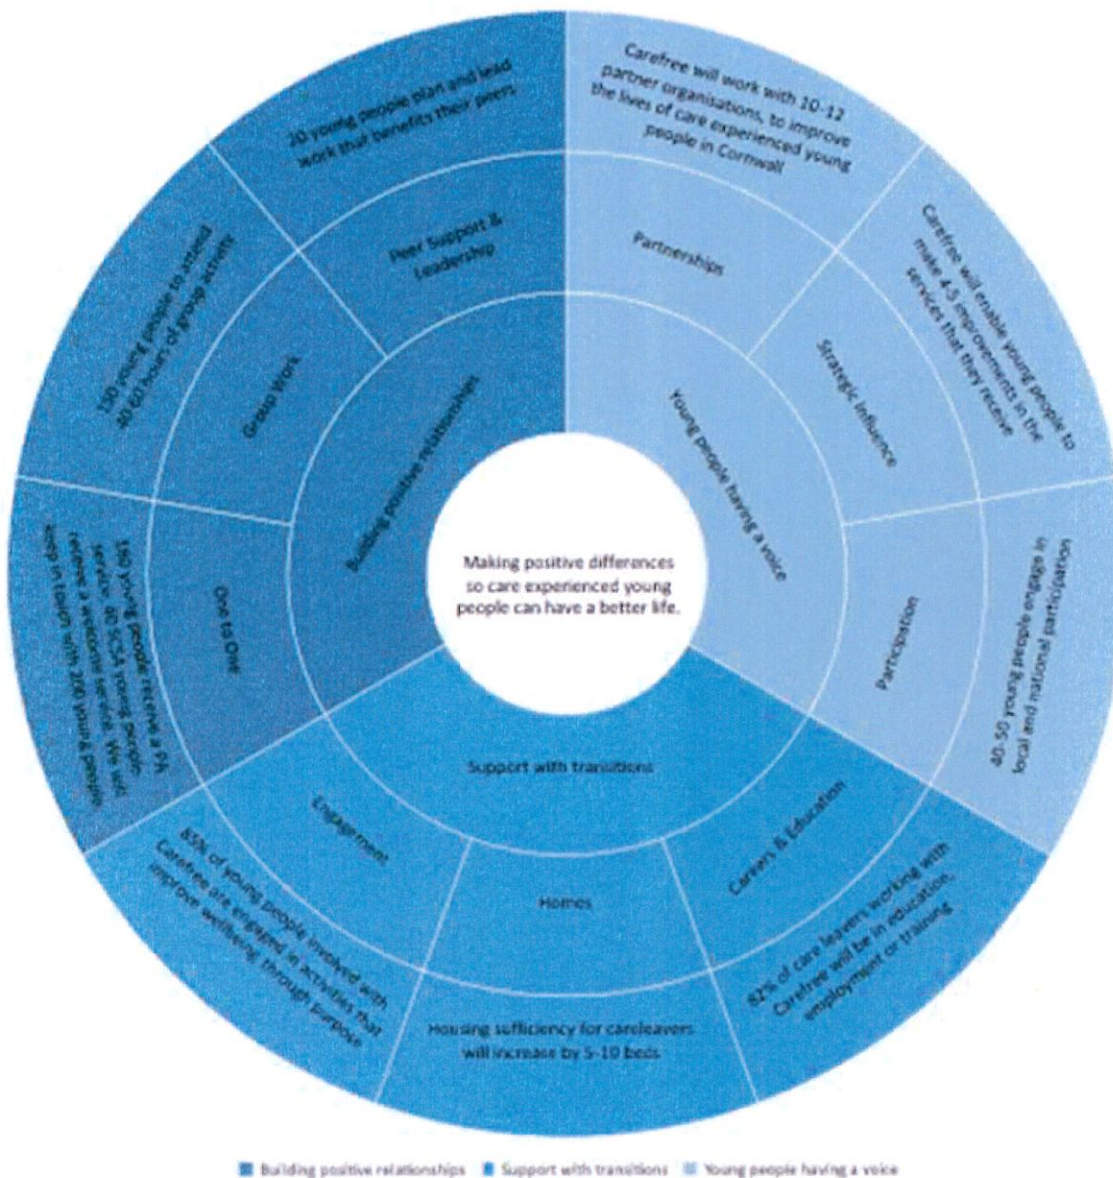 Making positive differences
so care experienced young
people can have a better life.
Young people having a voice
Partnerships
Carefree will work with 10-12
partner organisations, to improve
the lives of care experienced young
people in Cornwall
Strategic Influence
Carefree will enable young people to
make 4-5 improvements in the
services that they receive
Participation
40-50 young people engage in
local and national participation
Support with transitions
Careers & Education
82% of care leavers working with
Carefree will be in education,
employment or training
Homes
Housing sufficiency for careleavers
will increase by 5-10 beds
Engagement
85% of young people involved with
Carefree are engaged in activities that
improve wellbeing through purpose
Building positive relationships
One to One
180 young people receive a PA
service. 40 SCSA young people
receive a welcome service. We will
keep in touch with 200 young people
Group Work
young people to attend
hours of group activity
Peer Support &
Leadership
20 young people plan and lead
work that benefits their peers
Building positive relationships
Support with transitions
Young people having a voice